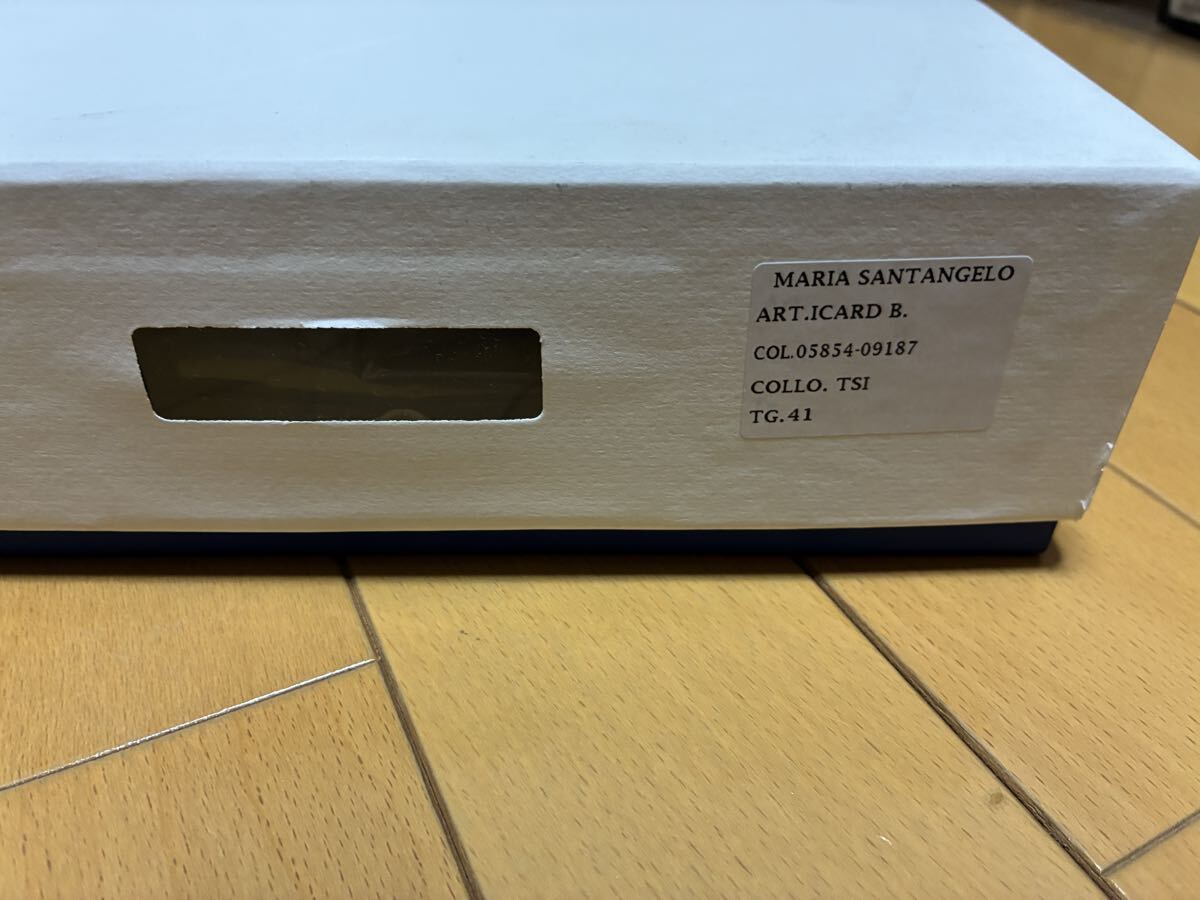 MARIA SANTANGELO
ART.ICARD B.
COL.05854-09187
COLLO. TSI
TG.41